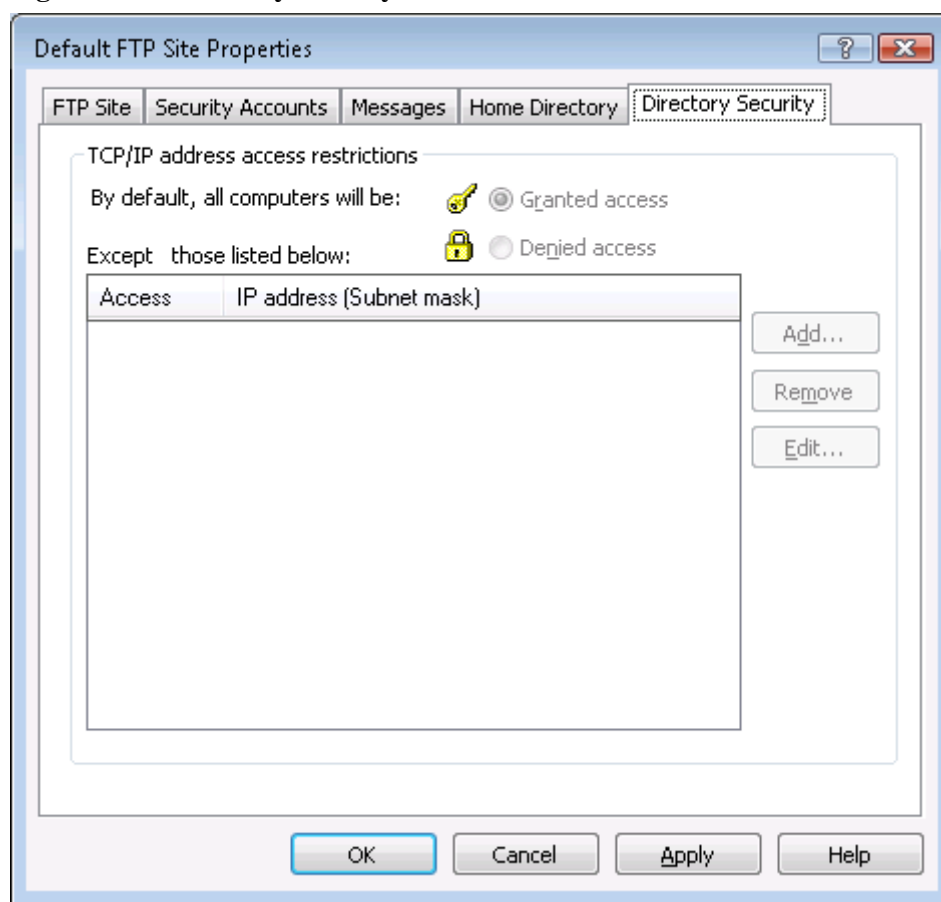 Default FTP Site Properties
FTP Site Security Accounts Messages Home Directory Directory Security
TCP/IP address access restrictions
By default, all computers will be: Granted access
Denied access
Except those listed below:
Access IP address (Subnet mask)
Add...
Remove
Edit...
OK Cancel Apply Help